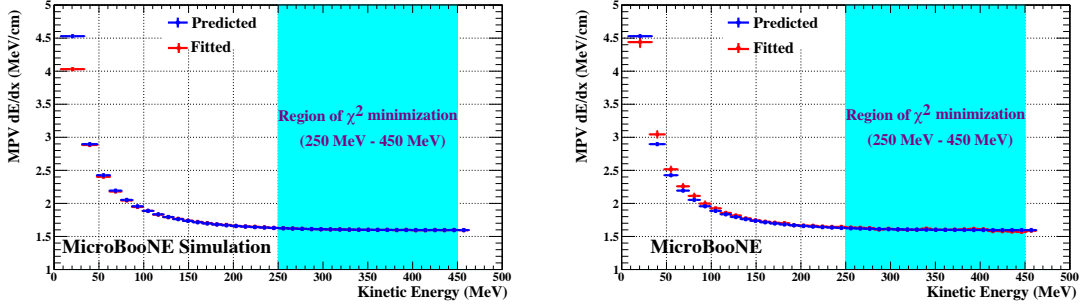 MPV dE/dx (MeV/cm)
4.5
4
3.5
3
2.5
2
1.5
1
Predicted
Fitted
Region of χ² minimization
(250 MeV - 450 MeV)
MicroBooNE Simulation
0 50 100 150 200 250 300 350 400 450 500
Kinetic Energy (MeV)
MPV dE/dx (MeV/cm)
4.5
4
3.5
3
2.5
2
1.5
1
Predicted
Fitted
Region of χ² minimization
(250 MeV - 450 MeV)
MicroBooNE
0 50 100 150 200 250 300 350 400 450 500
Kinetic Energy (MeV)